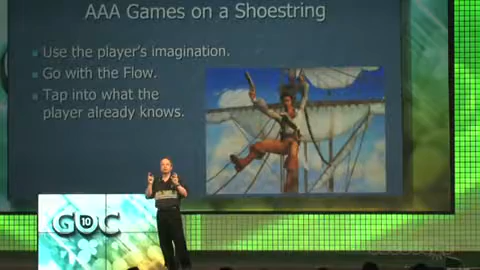 AAA Games on a Shoestring
Use the player's imagination.
Go with the Flow.
Tap into what the
player already knows.
GDC
10